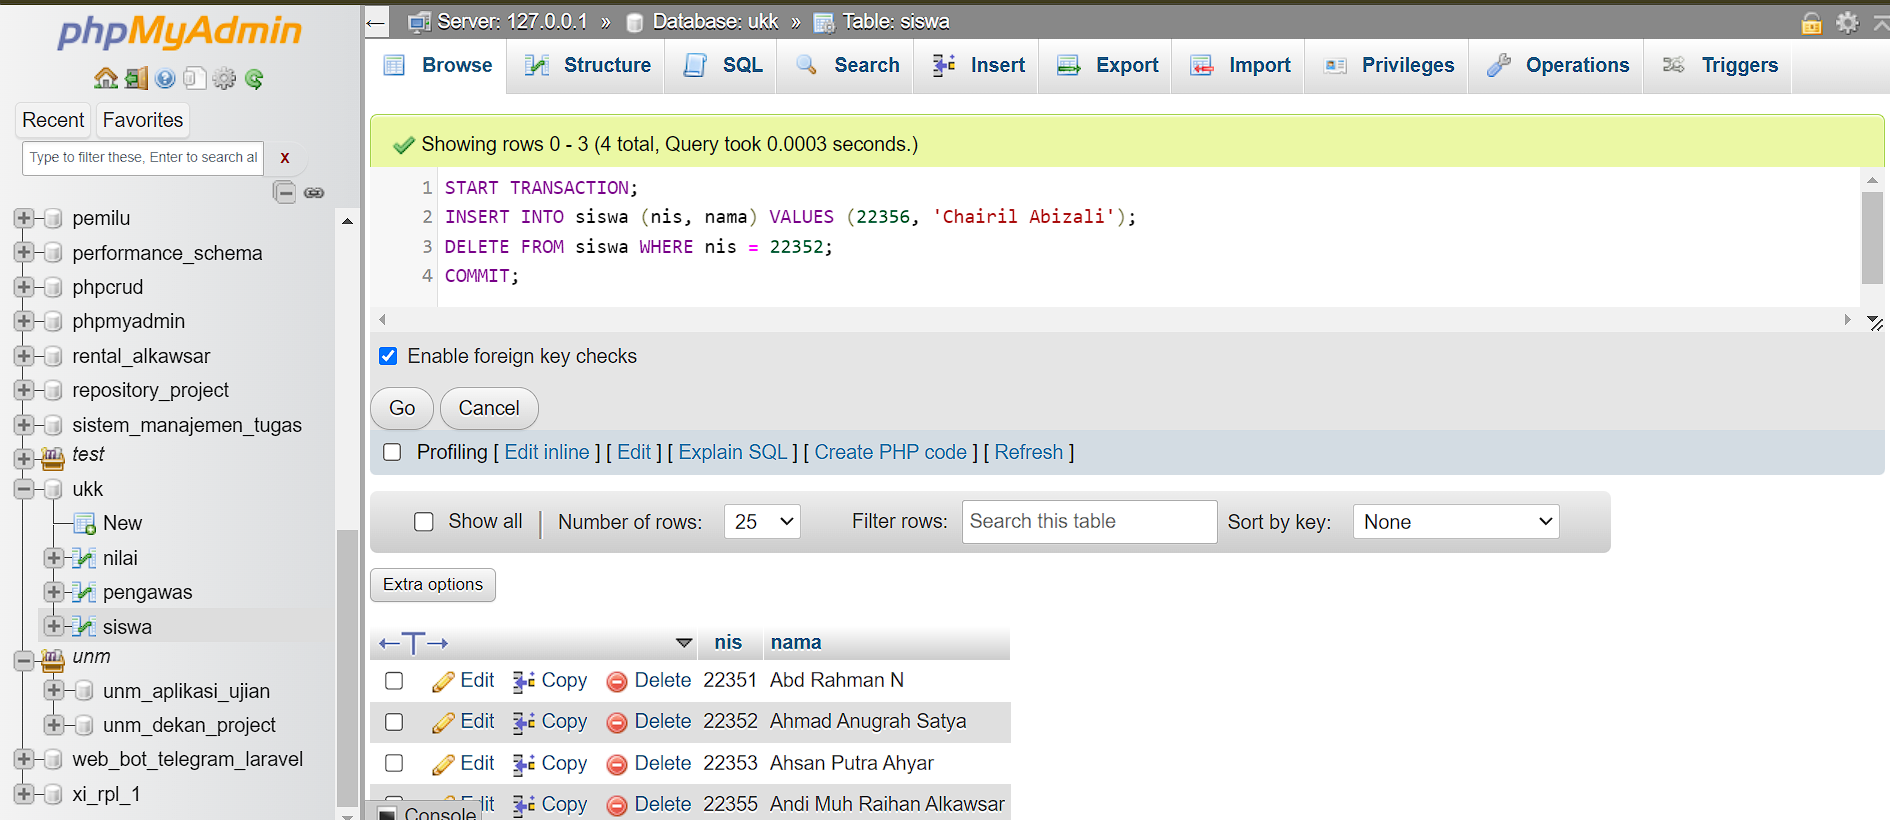 phpMyAdmin
Recent Favorites
Type to filter these, Enter to search al X
pemilu
performance_schema
phpcrud
phpmyadmin
rental_alkawsar
repository_project
sistem_manajemen_tugas
test
ukk
New
nilai
pengawas
siswa
unm
unm_aplikasi_ujian
unm_dekan_project
web_bot_telegram_laravel
xi_rpl_1
Server: 127.0.0.1 » Database: ukk » Table: siswa
Browse Structure SQL Search Insert Export Import Privileges Operations Triggers
Showing rows 0 - 3 (4 total, Query took 0.0003 seconds.)
1 START TRANSACTION;
2 INSERT INTO siswa (nis, nama) VALUES (22356, 'Chairil Abizali');
3 DELETE FROM siswa WHERE nis = 22352;
4 COMMIT;
Enable foreign key checks
Go Cancel
Profiling [ Edit inline ] [ Edit ] [ Explain SQL ] [ Create PHP code ] [ Refresh ]
Show all Number of rows: 25 Filter rows: Search this table Sort by key: None
Extra options
←T→ nis nama
Edit Copy Delete 22351 Abd Rahman N
Edit Copy Delete 22352 Ahmad Anugrah Satya
Edit Copy Delete 22353 Ahsan Putra Ahyar
Edit Copy Delete 22355 Andi Muh Raihan Alkawsar
Console